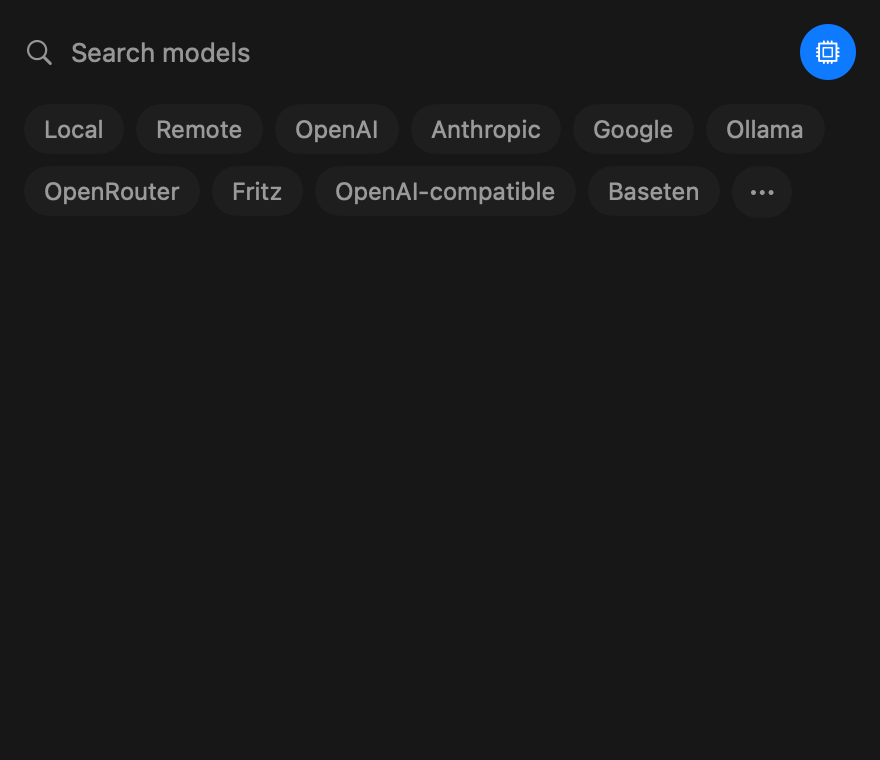 Search models
Local Remote OpenAI Anthropic Google Ollama
OpenRouter Fritz OpenAI-compatible Baseten ...